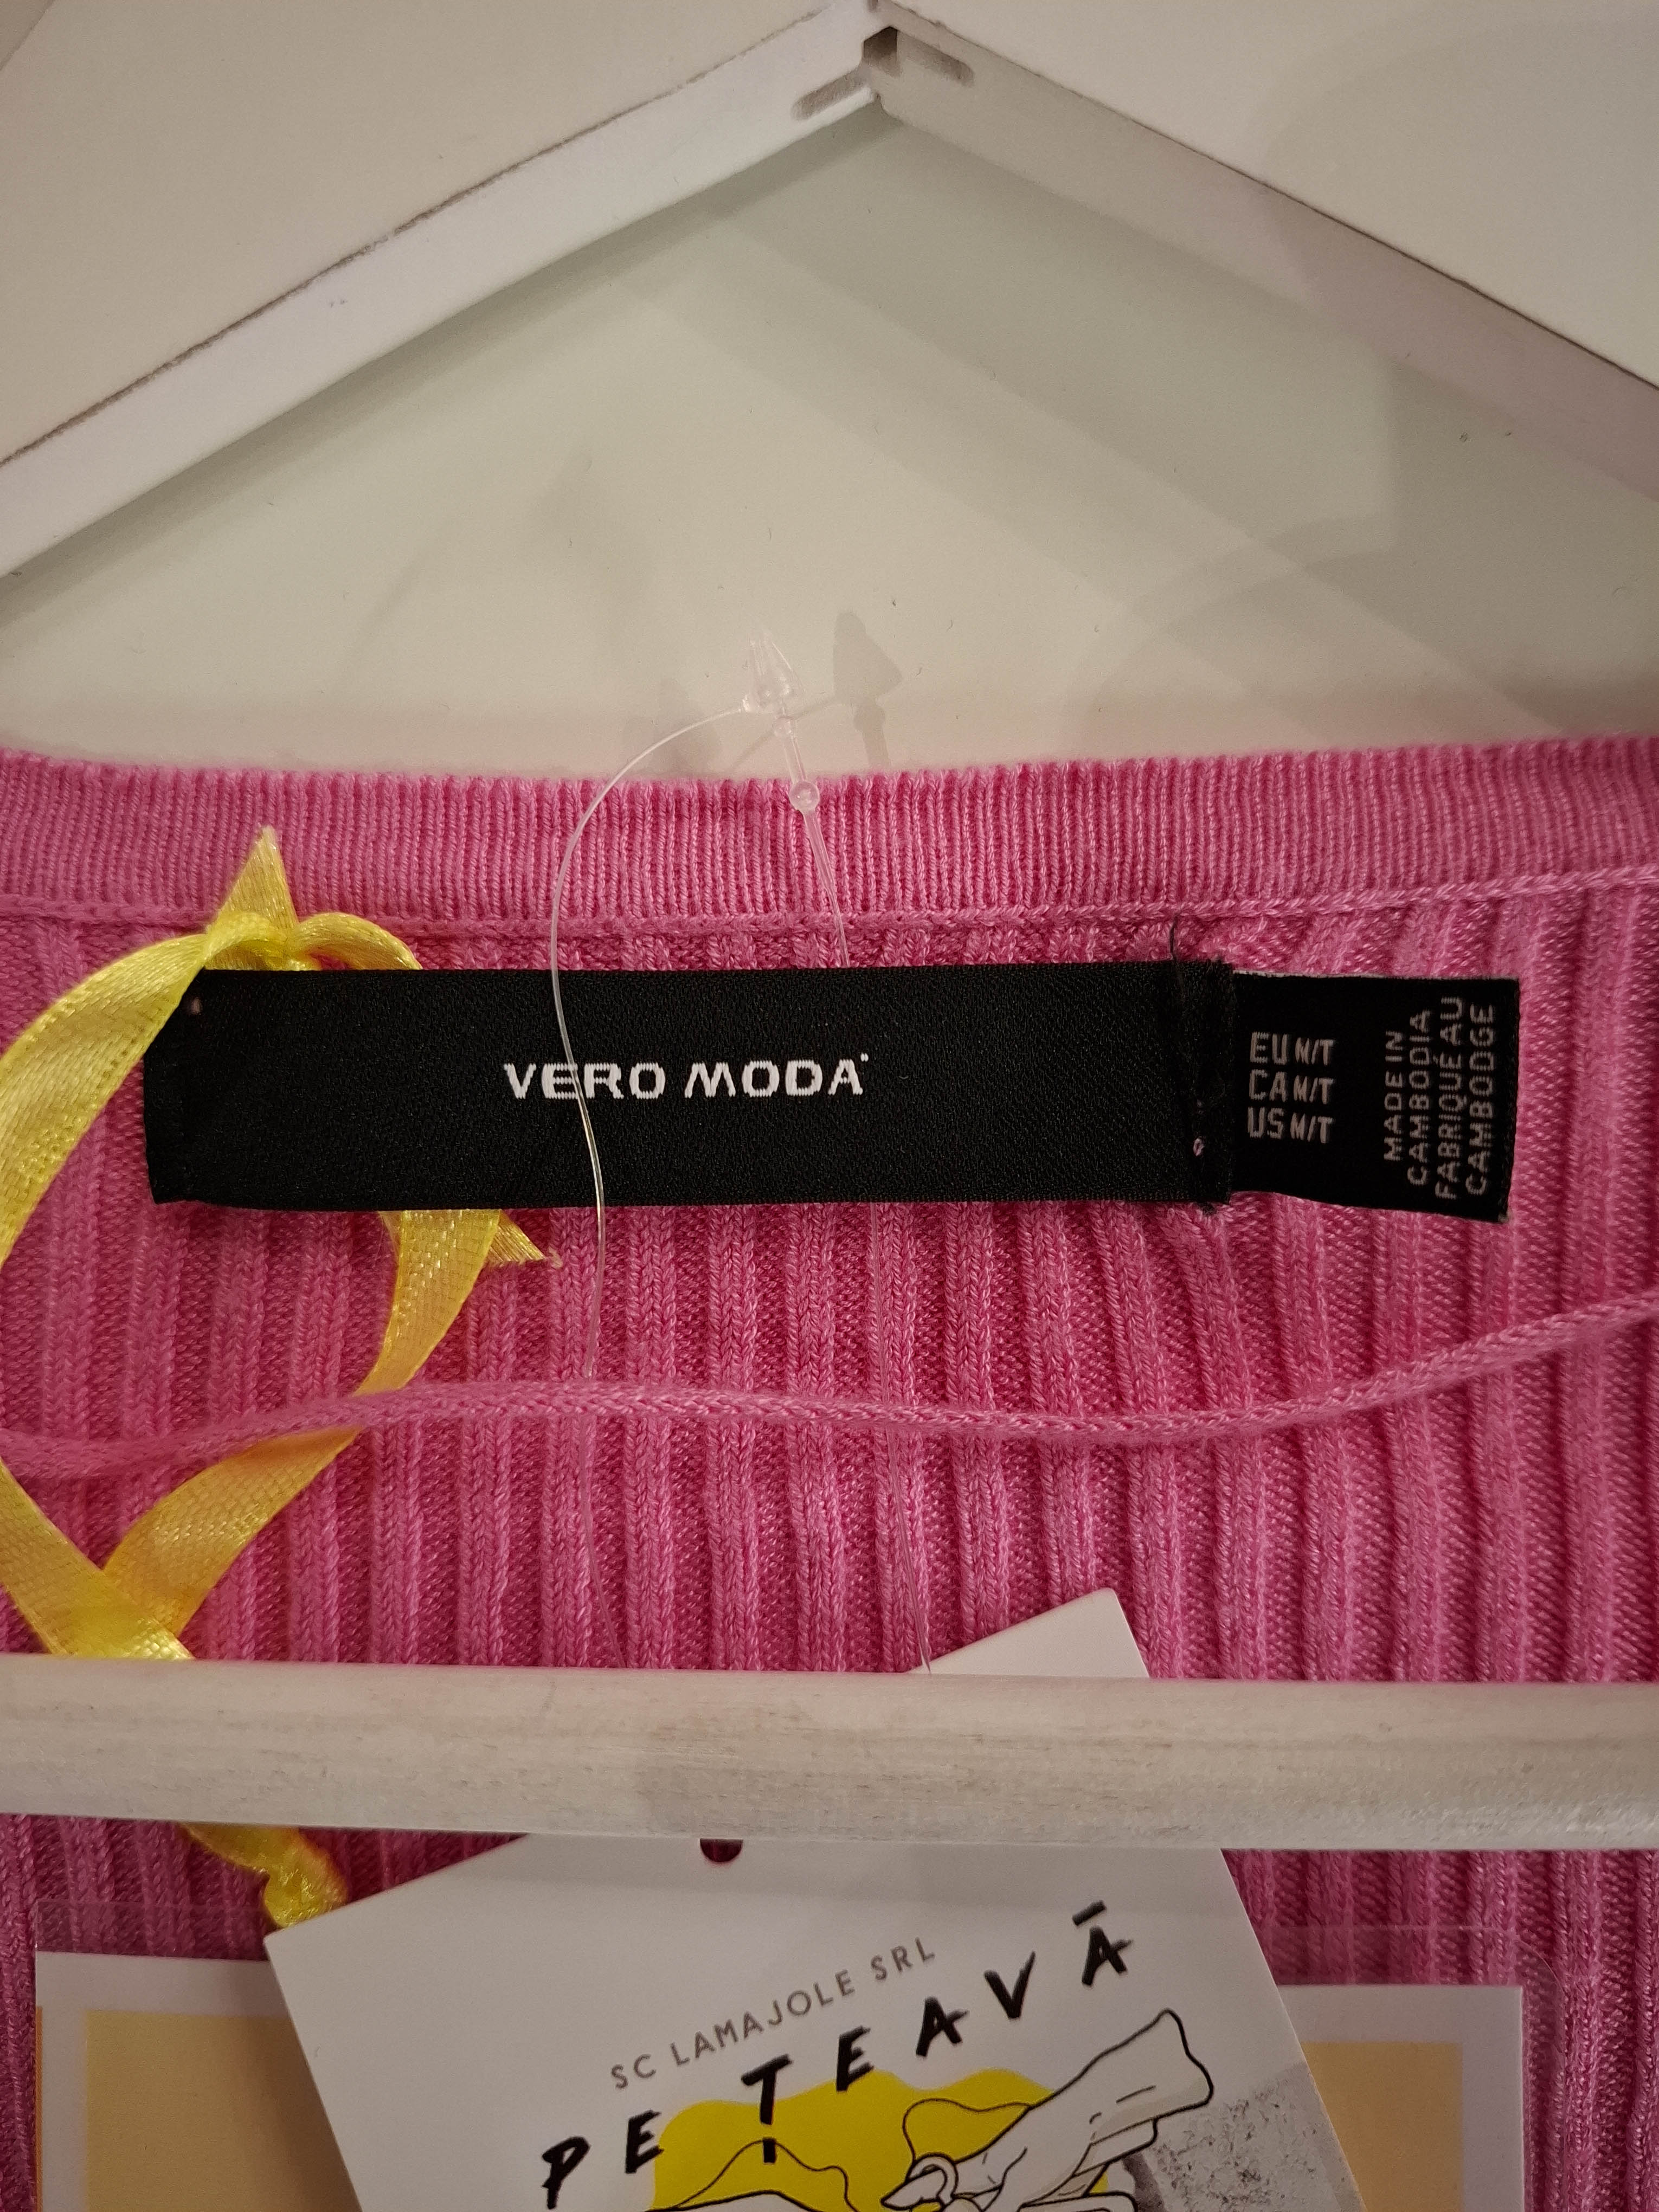 VERO MODA
EU M/T
CA M/T
US M/T
MADE IN
CAMBODIA
FABRIQUÉ AU
CAMBODGE
SC LAMAJOLE SRL
PE TEAVĀ